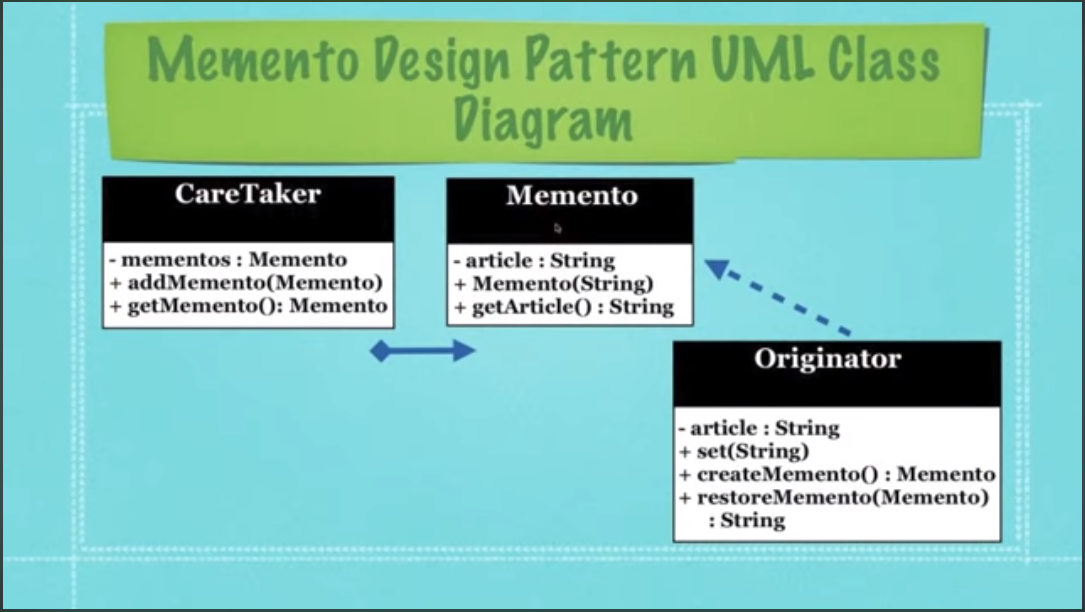 Memento Design Pattern UML Class
Diagram
CareTaker
- mementos : Memento
+ addMemento(Memento)
+ getMemento(): Memento
Memento
- article : String
+ Memento(String)
+ getArticle() : String
Originator
- article : String
+ set(String)
+ createMemento() : Memento
+ restoreMemento(Memento)
: String